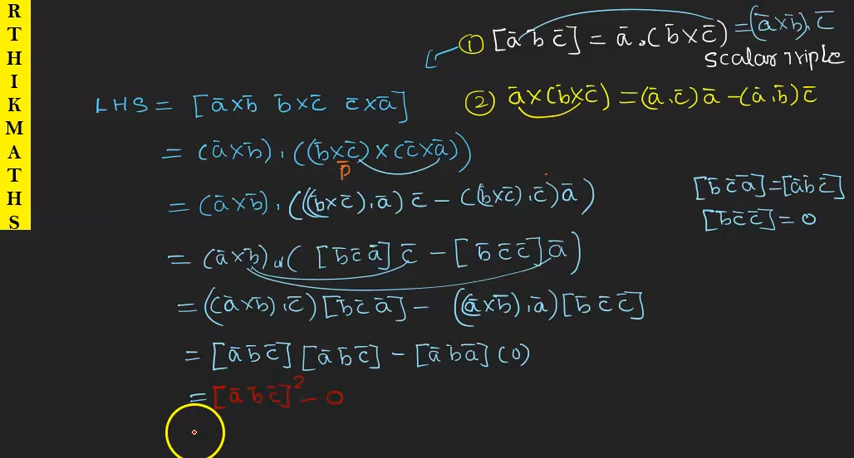 RTHIKMATHS
① [ā b̄ c̄] = ā.(b̄×c̄) = (ā×b̄).c̄
scalar Triple
LHS = [ā×b̄ b̄×c̄ c̄×ā]
② ā×(b̄×c̄) = (ā.c̄)ā - (ā.b̄)c̄
= (ā×b̄).((b̄×c̄)×(c̄×ā))
p̄
= (ā×b̄).(((b̄×c̄).ā)c̄ - ((b̄×c̄).c̄)ā)
[b̄ c̄ ā] = [ā b̄ c̄]
[b̄ c̄ c̄] = 0
= (ā×b̄).([b̄ c̄ ā]c̄ - [b̄ c̄ c̄]ā)
= ((ā×b̄).c̄)[b̄ c̄ ā] - ((ā×b̄).ā)[b̄ c̄ c̄]
= [ā b̄ c̄][ā b̄ c̄] - [ā b̄ ā](0)
= [ā b̄ c̄]² - 0